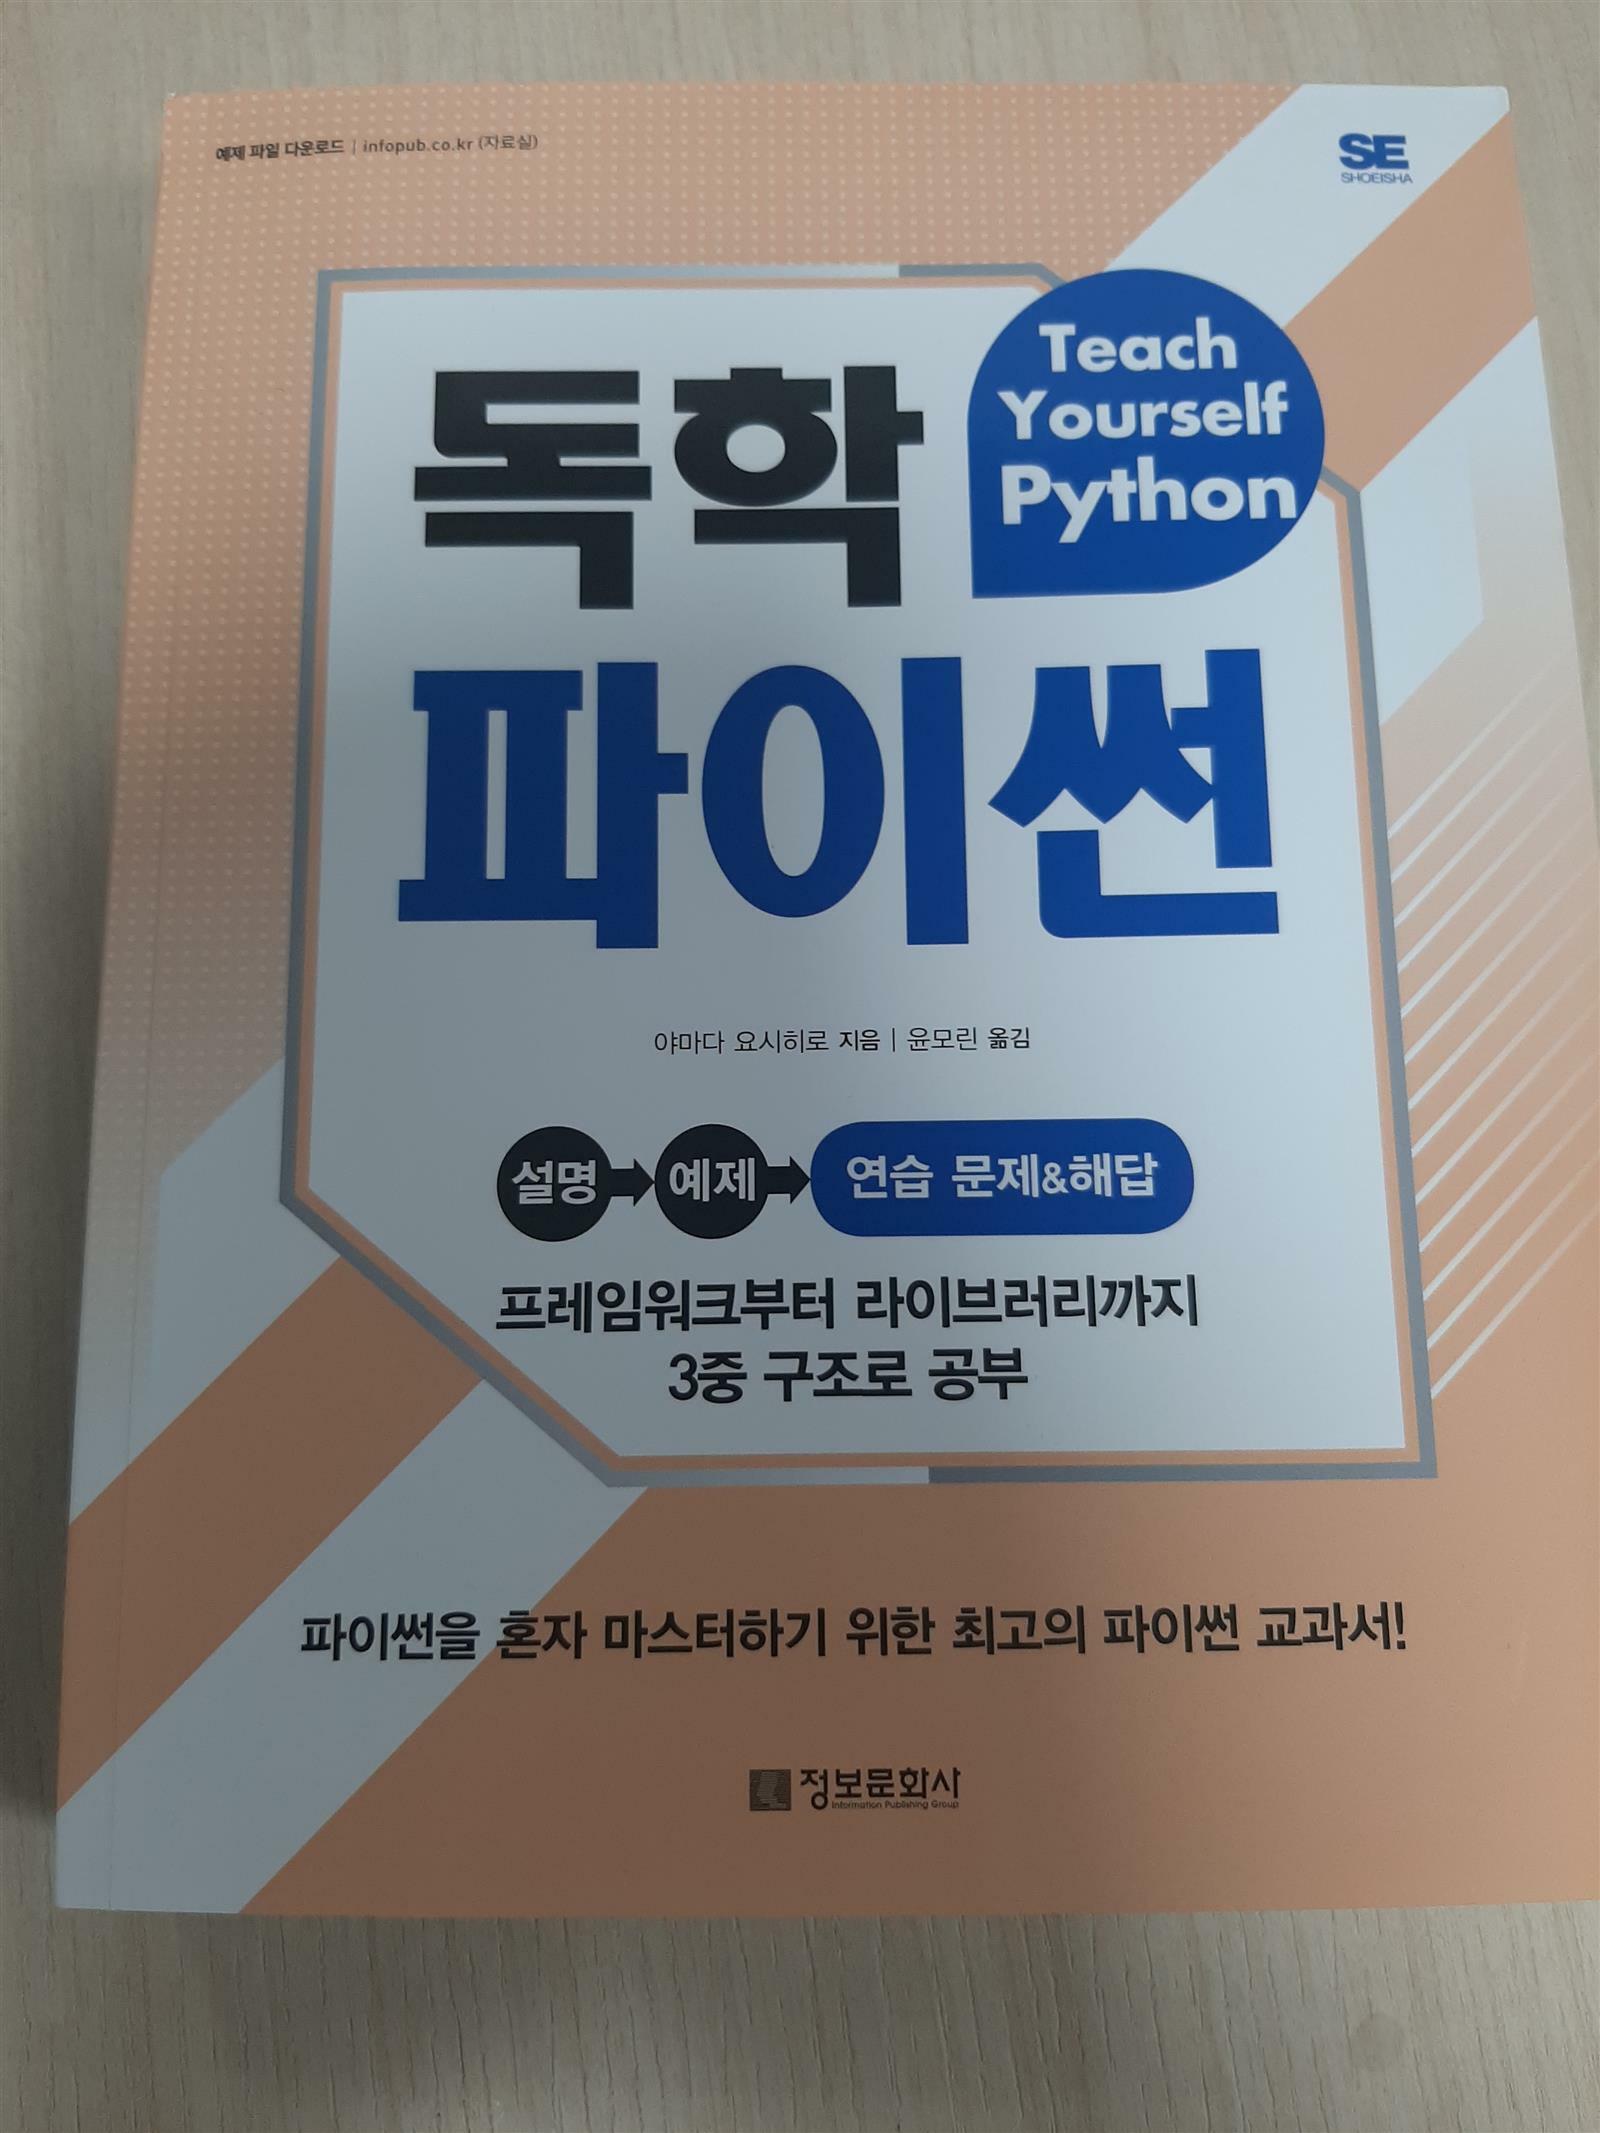 예제 파일 다운로드 | infopub.co.kr (자료실)
SE
SHOEISHA
Teach
Yourself
Python
독학
파이썬
야마다 요시히로 지음 | 윤모린 옮김
설명 예제 연습 문제&해답
프레임워크부터 라이브러리까지
3중 구조로 공부
파이썬을 혼자 마스터하기 위한 최고의 파이썬 교과서!
정보문화사
Information Publishing Group